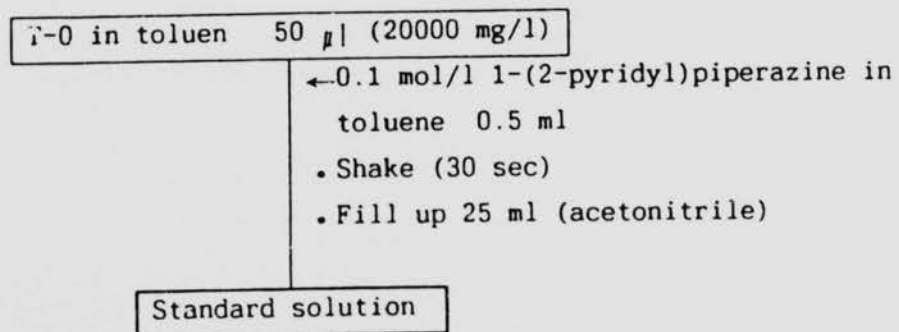 -0 in toluen 50 µl (20000 mg/l)
←0.1 mol/l 1-(2-pyridyl)piperazine in
toluene 0.5 ml
• Shake (30 sec)
• Fill up 25 ml (acetonitrile)
Standard solution